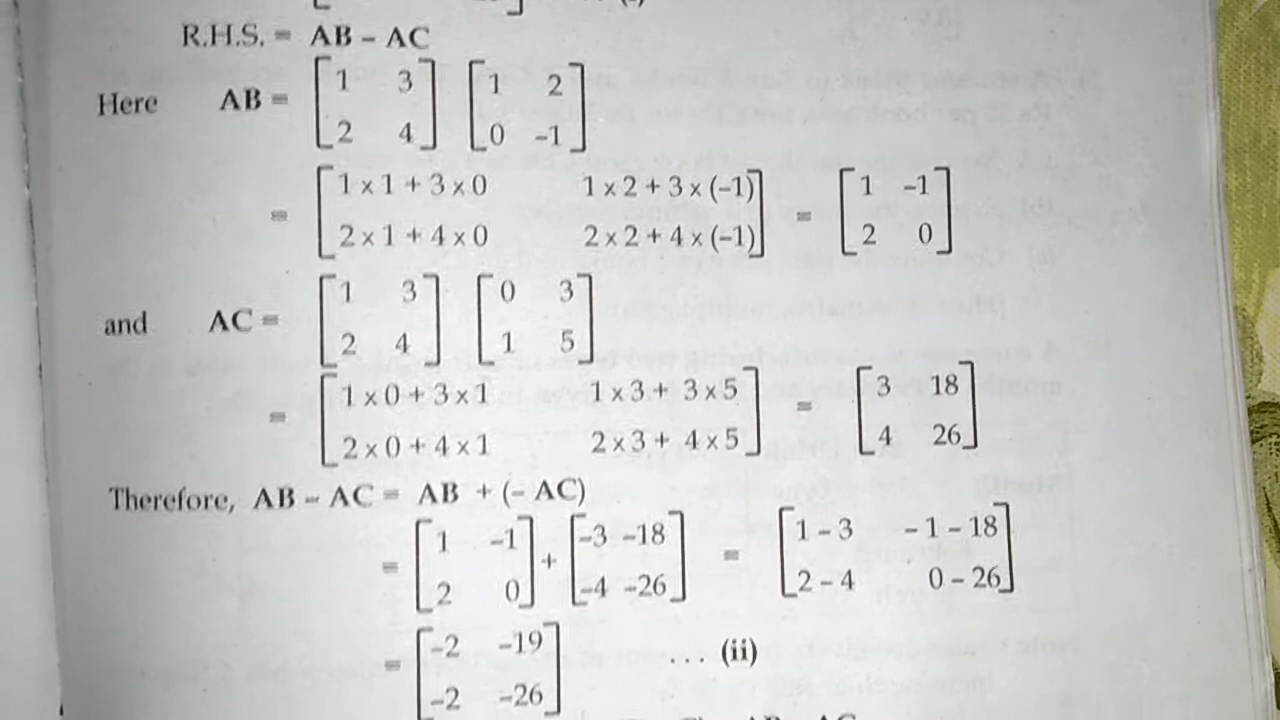 R.H.S. = AB – AC
Here AB = [1 3] [1 2]
[2 4] [0 –1]
= [1 x 1 + 3 x 0 1 x 2 + 3 x (–1)] = [1 –1]
[2 x 1 + 4 x 0 2 x 2 + 4 x (–1)] [2 0]
and AC = [1 3] [0 3]
[2 4] [1 5]
= [1 x 0 + 3 x 1 1 x 3 + 3 x 5] = [3 18]
[2 x 0 + 4 x 1 2 x 3 + 4 x 5] [4 26]
Therefore, AB – AC = AB + (– AC)
= [1 –1] + [–3 –18] = [1 – 3 – 1 – 18]
[2 0] [–4 –26] [2 – 4 0 – 26]
= [–2 –19] ... (ii)
[–2 –26]